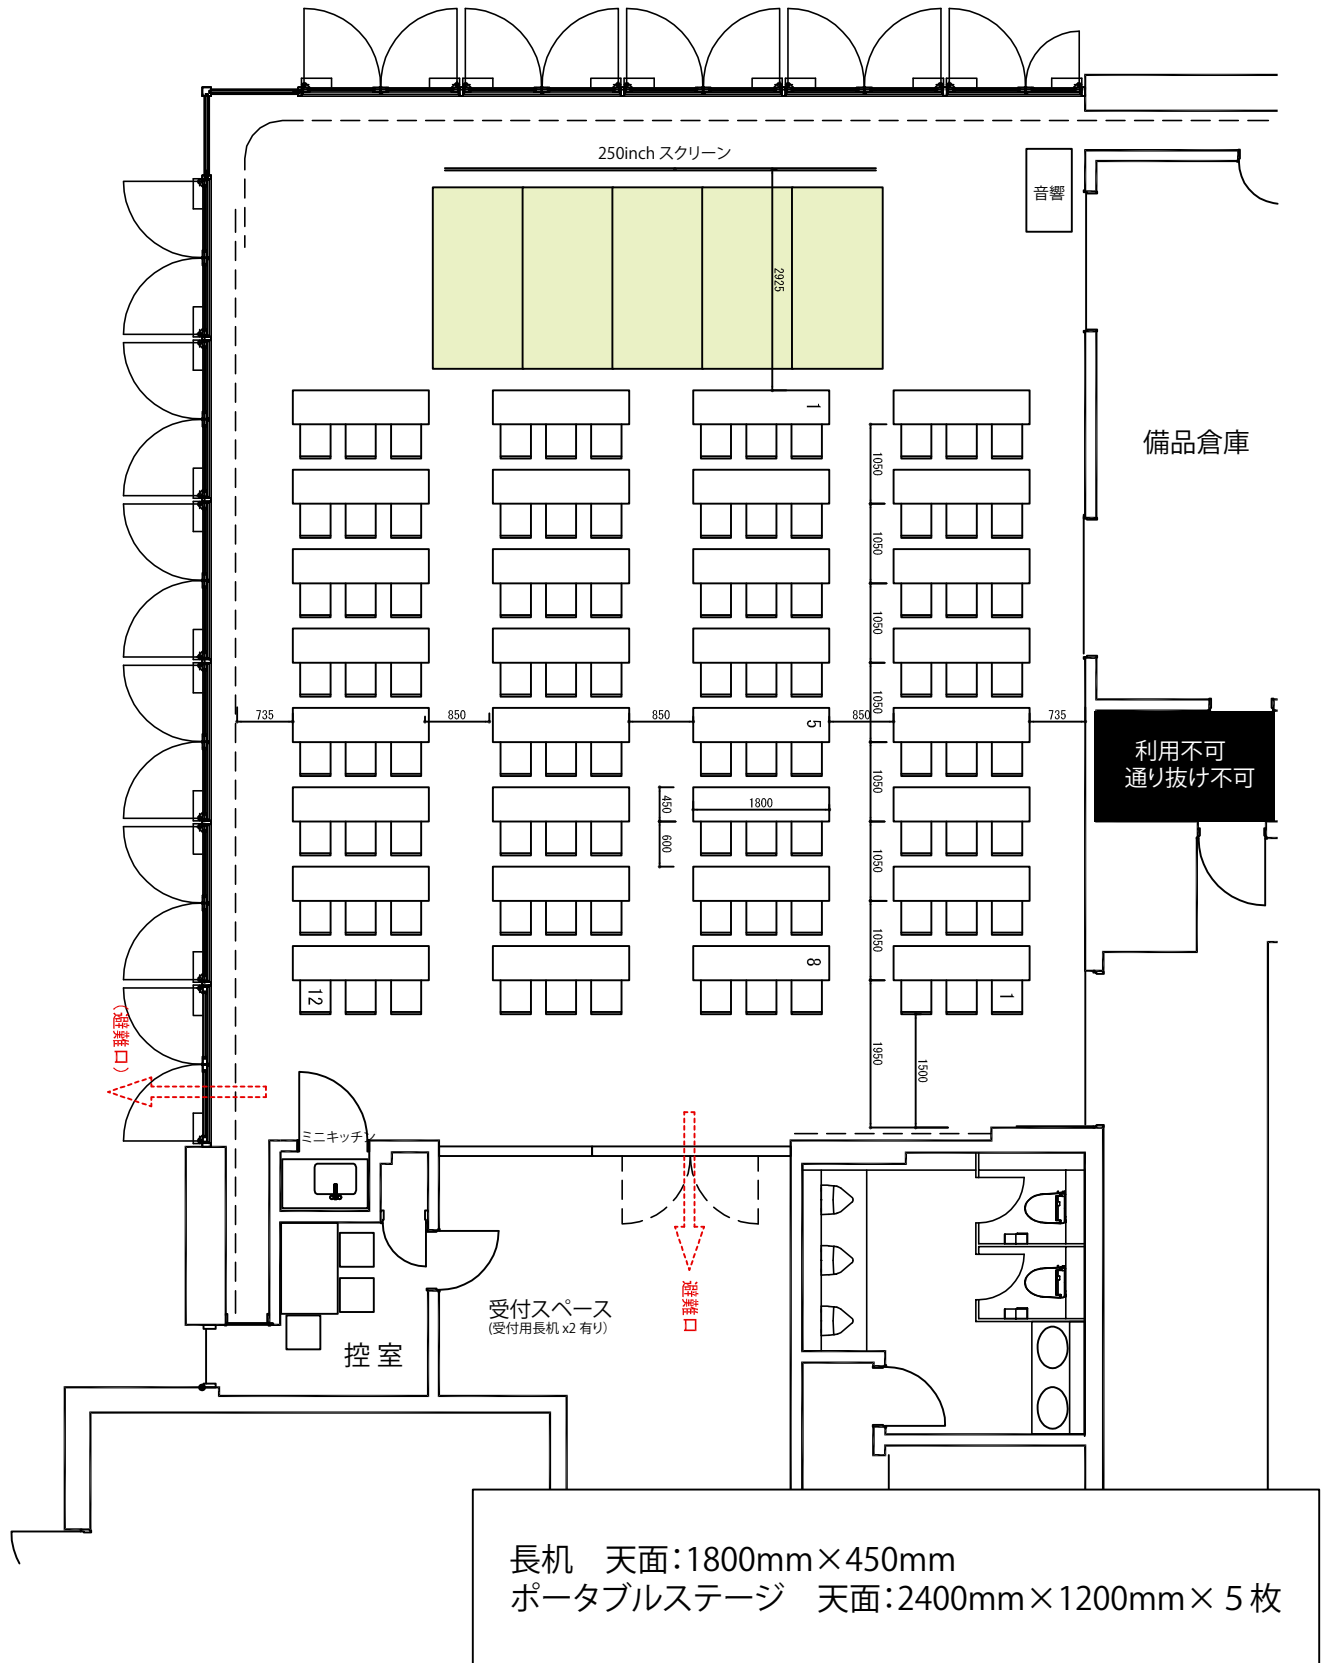 250inch スクリーン
音響
2925
1
備品倉庫
1050
1050
1050
1050
735
850
850
5
850
735
利用不可
通り抜け不可
450
1800
600
1050
1050
1050
8
12
1
(避難口)
1950
1500
ミニキッチン
避難口
受付スペース
(受付用長机 x2 有り)
控 室
長机　天面：1800mm×450mm
ポータブルステージ　天面：2400mm×1200mm×５枚